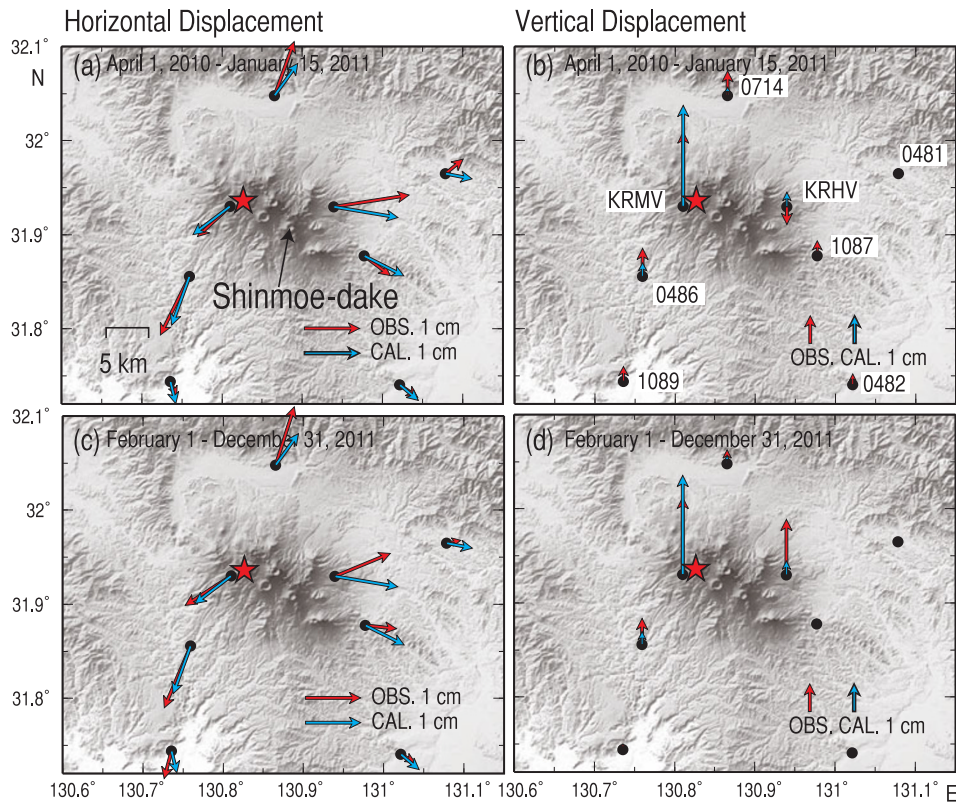 Horizontal Displacement
Vertical Displacement
32.1°
N
32°
31.9°
31.8°
(a) April 1, 2010 - January 15, 2011
Shinmoe-dake
5 km
OBS. 1 cm
CAL. 1 cm
(b) April 1, 2010 - January 15, 2011
0714
0481
KRMV
KRHV
1087
0486
OBS. CAL. 1 cm
1089
0482
32.1°
32°
31.9°
31.8°
(c) February 1 - December 31, 2011
OBS. 1 cm
CAL. 1 cm
(d) February 1 - December 31, 2011
OBS. CAL. 1 cm
130.6° 130.7° 130.8° 130.9° 131° 131.1°
130.6° 130.7° 130.8° 130.9° 131° 131.1° E